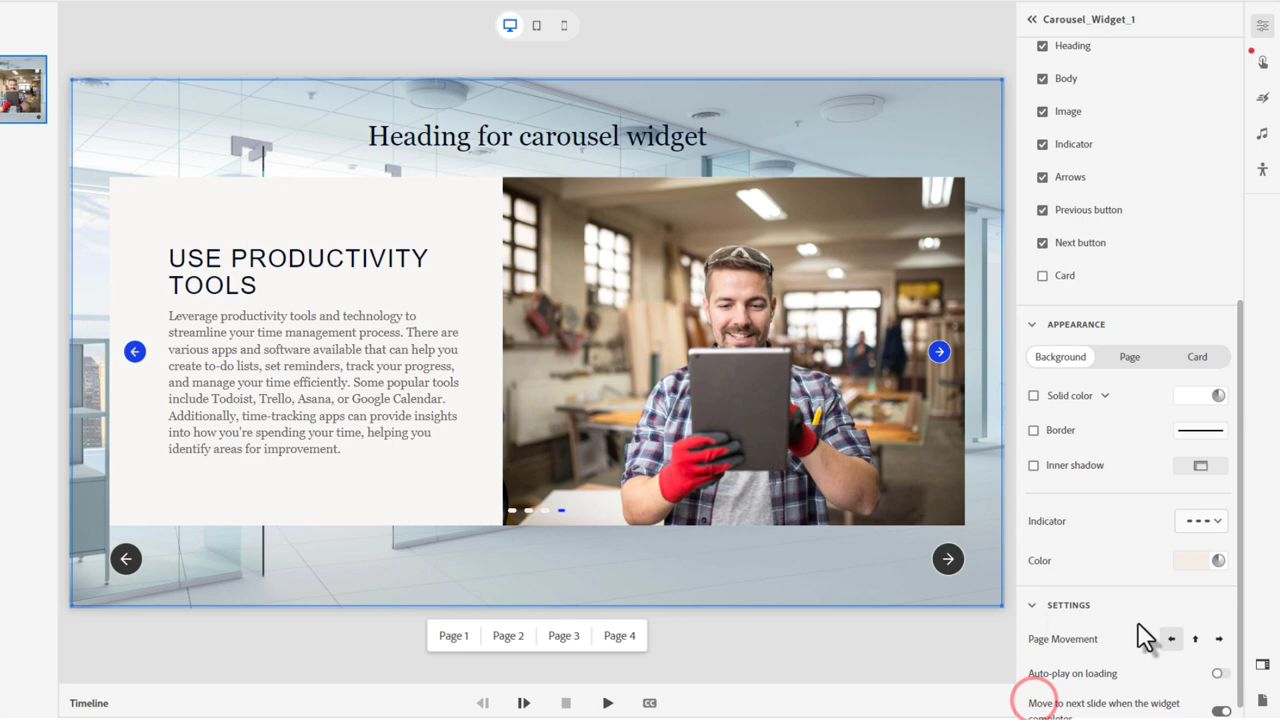 Carousel_Widget_1
Heading
Body
Image
Indicator
Arrows
Previous button
Next button
Card
APPEARANCE
Background Page Card
Solid color
Border
Inner shadow
Indicator
Color
SETTINGS
Page Movement
Auto-play on loading
Move to next slide when the widget
completes
Heading for carousel widget
USE PRODUCTIVITY
TOOLS
Leverage productivity tools and technology to
streamline your time management process. There are
various apps and software available that can help you
create to-do lists, set reminders, track your progress,
and manage your time efficiently. Some popular tools
include Todoist, Trello, Asana, or Google Calendar.
Additionally, time-tracking apps can provide insights
into how you're spending your time, helping you
identify areas for improvement.
Page 1 Page 2 Page 3 Page 4
Timeline
CC